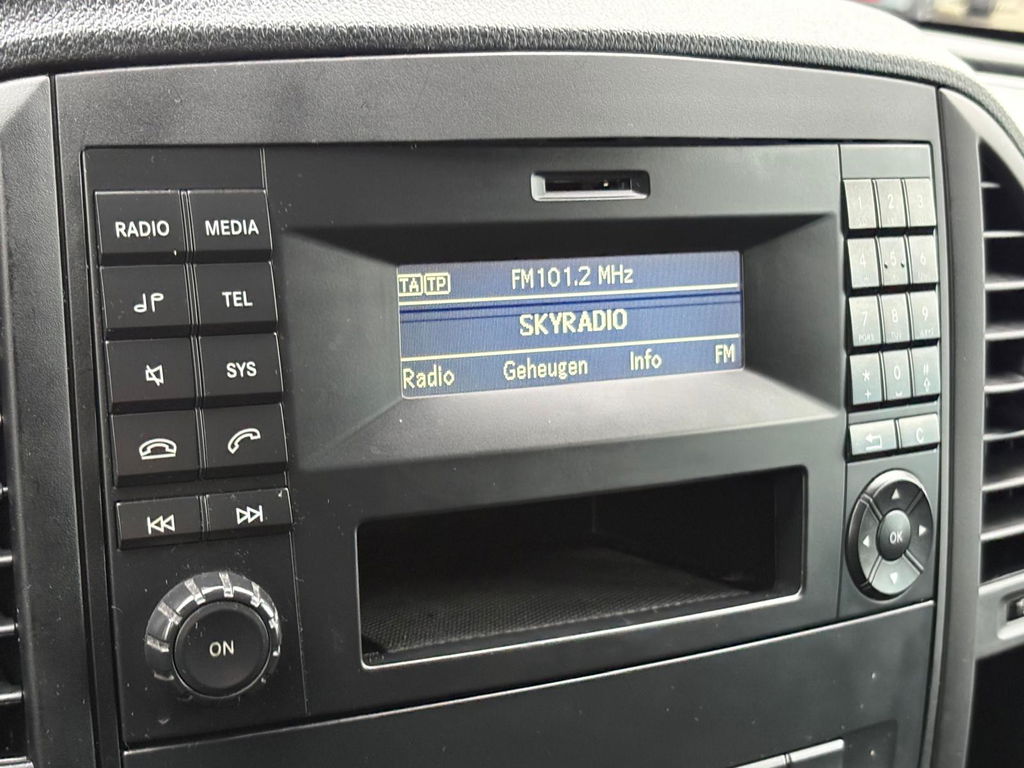 RADIO MEDIA
TEL
SYS
ON
TA TP FM101.2 MHz
SKYRADIO
Radio Geheugen Info FM
1 2 3
4 5 6
7 8 9
* 0 #
+
C
OK